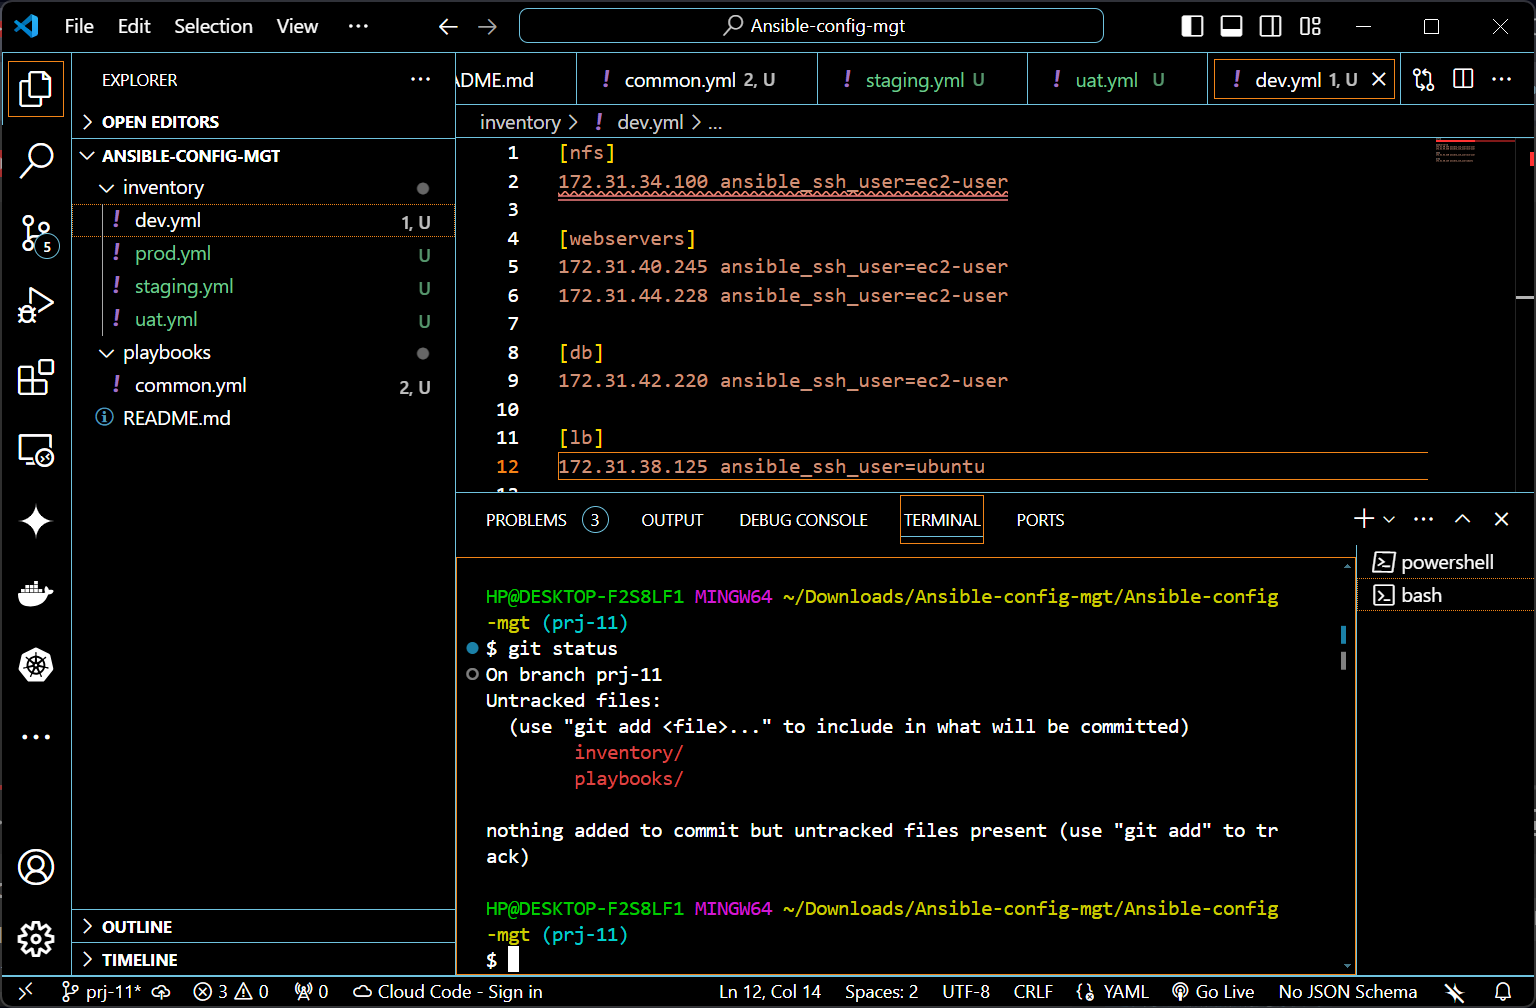 File Edit Selection View ··· Ansible-config-mgt
EXPLORER ···
OPEN EDITORS
ANSIBLE-CONFIG-MGT
inventory
! dev.yml 1, U
! prod.yml U
! staging.yml U
! uat.yml U
playbooks
! common.yml 2, U
README.md
OUTLINE
TIMELINE
5
ADME.md ! common.yml 2, U ! staging.yml U ! uat.yml U ! dev.yml 1, U
inventory > ! dev.yml > ...
1 [nfs]
2 172.31.34.100 ansible_ssh_user=ec2-user
3
4 [webservers]
5 172.31.40.245 ansible_ssh_user=ec2-user
6 172.31.44.228 ansible_ssh_user=ec2-user
7
8 [db]
9 172.31.42.220 ansible_ssh_user=ec2-user
10
11 [lb]
12 172.31.38.125 ansible_ssh_user=ubuntu
PROBLEMS 3 OUTPUT DEBUG CONSOLE TERMINAL PORTS
powershell
bash
HP@DESKTOP-F2S8LF1 MINGW64 ~/Downloads/Ansible-config-mgt/Ansible-config
-mgt (prj-11)
$ git status
On branch prj-11
Untracked files:
(use "git add <file>..." to include in what will be committed)
inventory/
playbooks/
nothing added to commit but untracked files present (use "git add" to tr
ack)
HP@DESKTOP-F2S8LF1 MINGW64 ~/Downloads/Ansible-config-mgt/Ansible-config
-mgt (prj-11)
$
prj-11* 3 0 0 Cloud Code - Sign in Ln 12, Col 14 Spaces: 2 UTF-8 CRLF {} YAML Go Live No JSON Schema